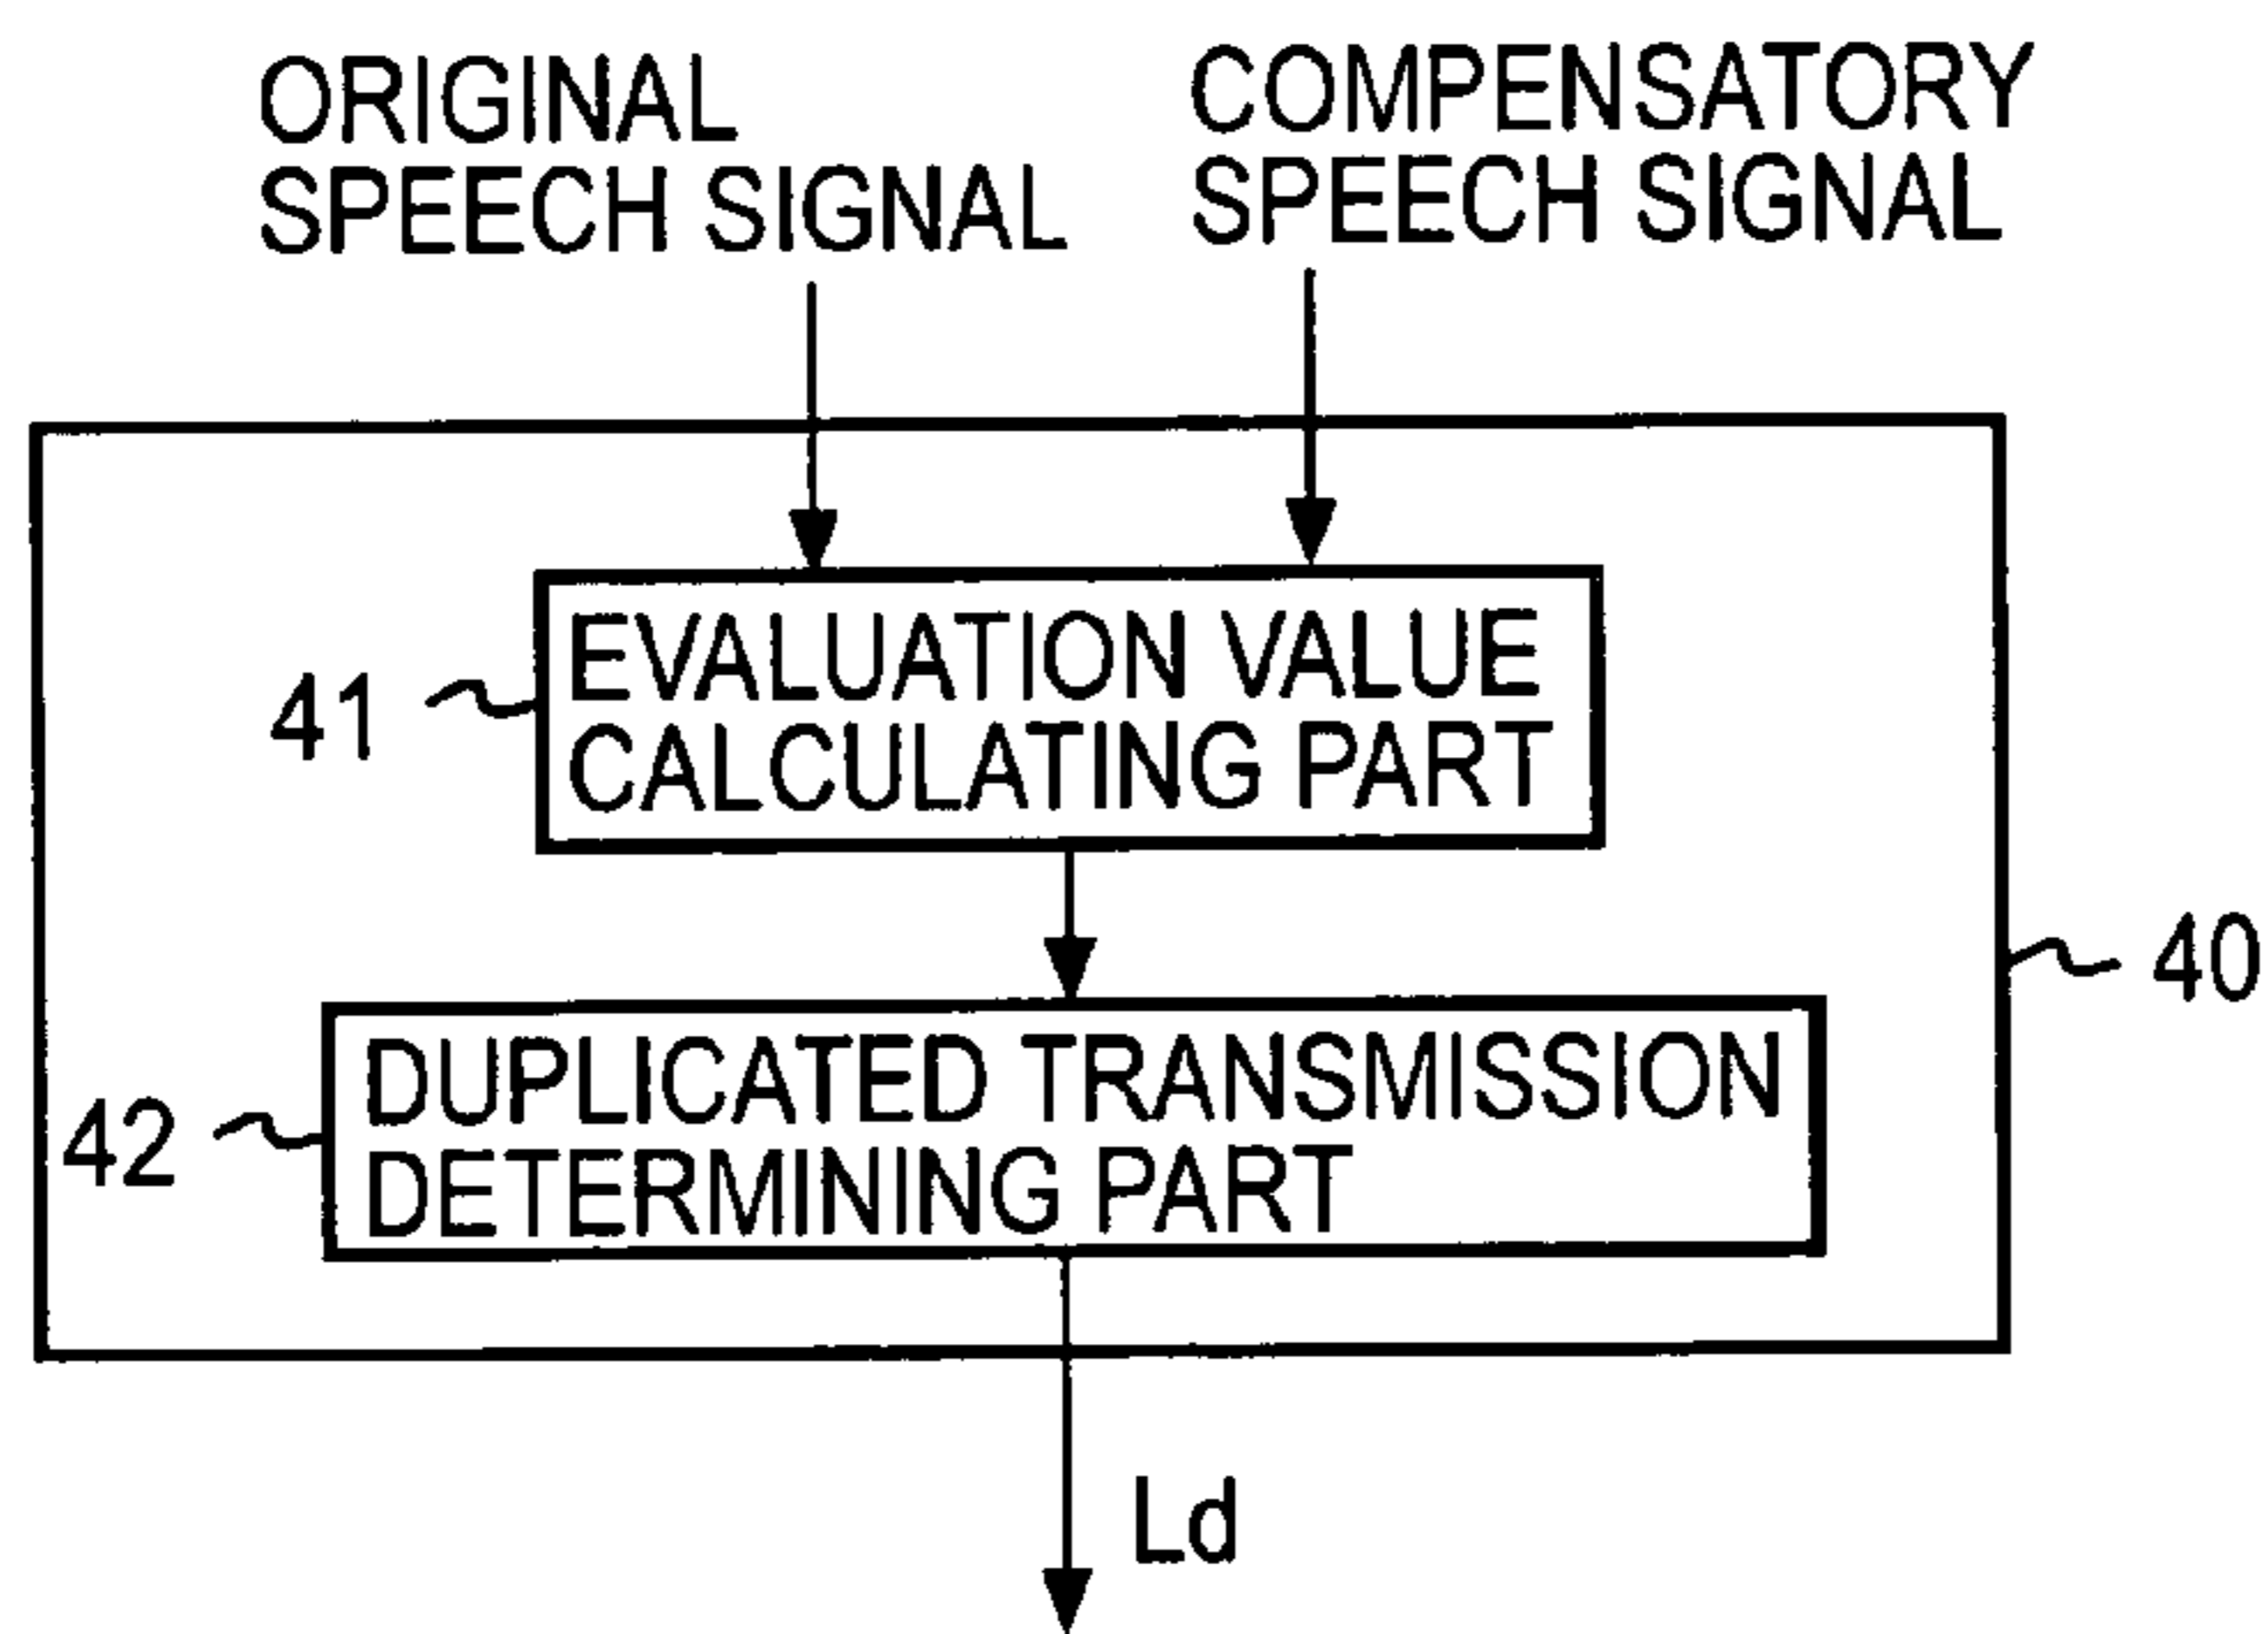 ORIGINAL
SPEECH SIGNAL
COMPENSATORY
SPEECH SIGNAL
41
EVALUATION VALUE
CALCULATING PART
40
42
DUPLICATED TRANSMISSION
DETERMINING PART
Ld